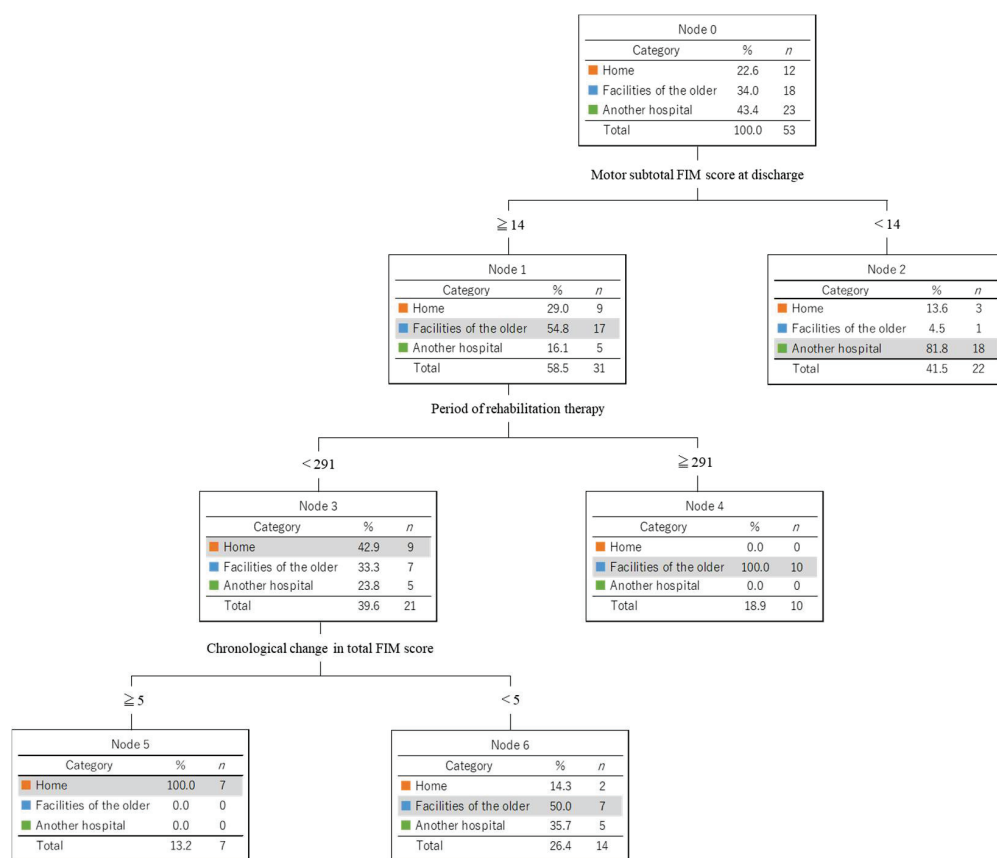 Node 0
Category % n
Home 22.6 12
Facilities of the older 34.0 18
Another hospital 43.4 23
Total 100.0 53
Motor subtotal FIM score at discharge
≧ 14
< 14
Node 1
Category % n
Home 29.0 9
Facilities of the older 54.8 17
Another hospital 16.1 5
Total 58.5 31
Node 2
Category % n
Home 13.6 3
Facilities of the older 4.5 1
Another hospital 81.8 18
Total 41.5 22
Period of rehabilitation therapy
< 291
≧ 291
Node 3
Category % n
Home 42.9 9
Facilities of the older 33.3 7
Another hospital 23.8 5
Total 39.6 21
Node 4
Category % n
Home 0.0 0
Facilities of the older 100.0 10
Another hospital 0.0 0
Total 18.9 10
Chronological change in total FIM score
≧ 5
< 5
Node 5
Category % n
Home 100.0 7
Facilities of the older 0.0 0
Another hospital 0.0 0
Total 13.2 7
Node 6
Category % n
Home 14.3 2
Facilities of the older 50.0 7
Another hospital 35.7 5
Total 26.4 14